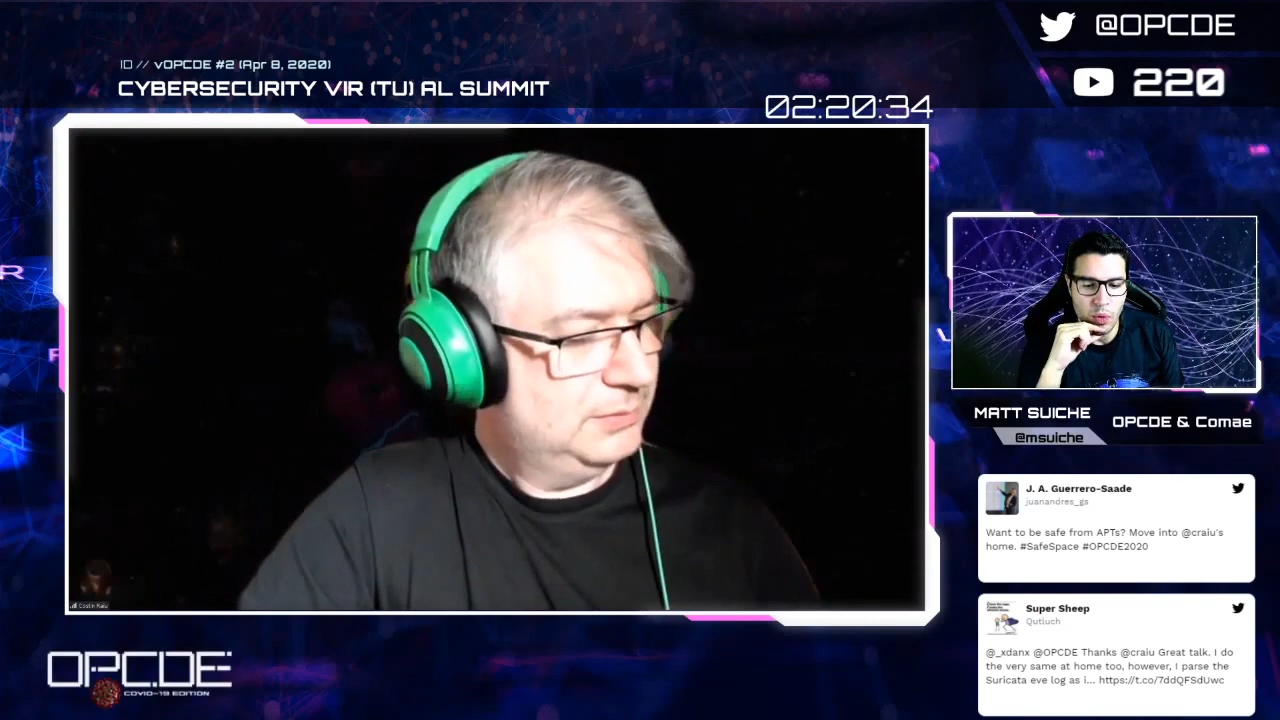 @OPCDE
220
ID // vOPCDE #2 (Apr 8, 2020)
CYBERSECURITY VIR (TU) AL SUMMIT
02:20:34
R
Costin Raiu
MATT SUICHE
@msuiche
OPCDE & Comae
J. A. Guerrero-Saade
juanandres_gs
Want to be safe from APTs? Move into @craiu's
home. #SafeSpace #OPCDE2020
Super Sheep
Qutluch
@_xdanx @OPCDE Thanks @craiu Great talk. I do
the very same at home too, however, I parse the
Suricata eve log as i... https://t.co/7ddQFSdUwc
OPCDE
COVID-19 EDITION